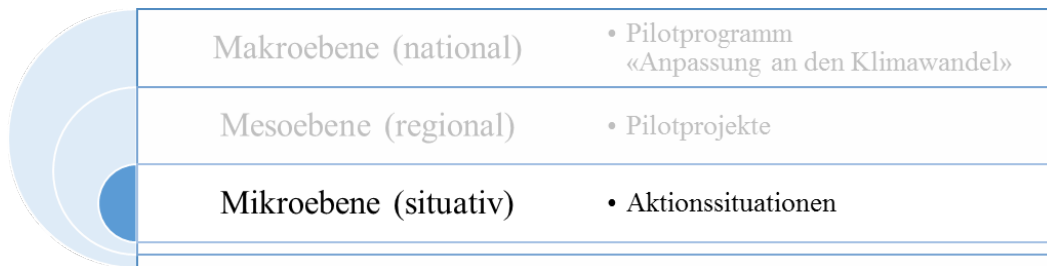 Makroebene (national)
• Pilotprogramm
«Anpassung an den Klimawandel»
Mesoebene (regional)
• Pilotprojekte
Mikroebene (situativ)
• Aktionssituationen